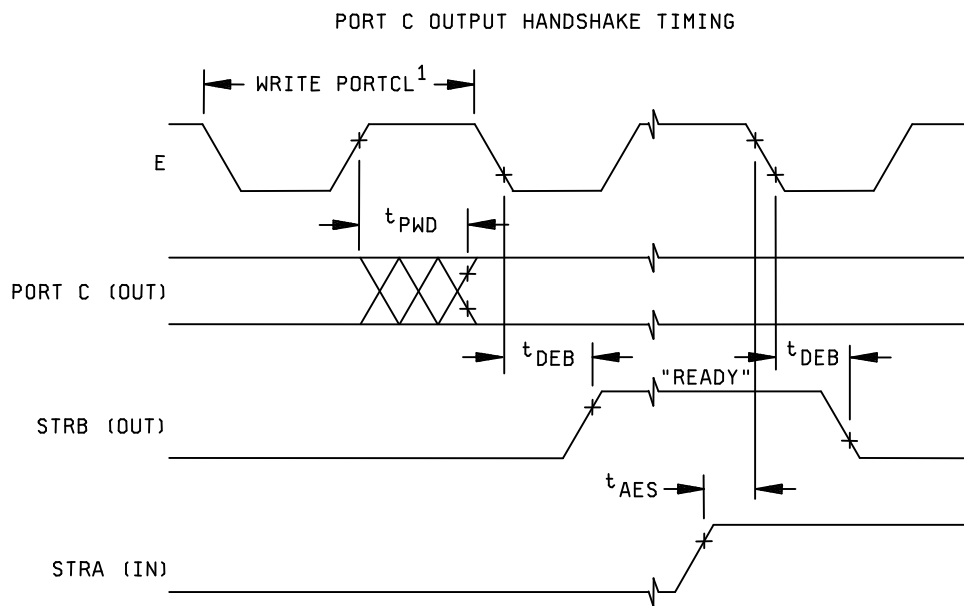 PORT C OUTPUT HANDSHAKE TIMING
WRITE PORTCL1
E
tPWD
PORT C (OUT)
tDEB
tDEB
"READY"
STRB (OUT)
tAES
STRA (IN)